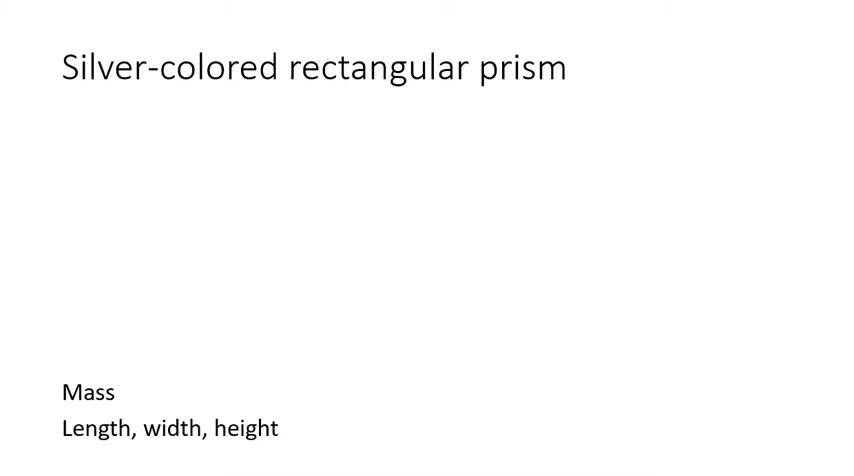 Silver-colored rectangular prism
Mass
Length, width, height